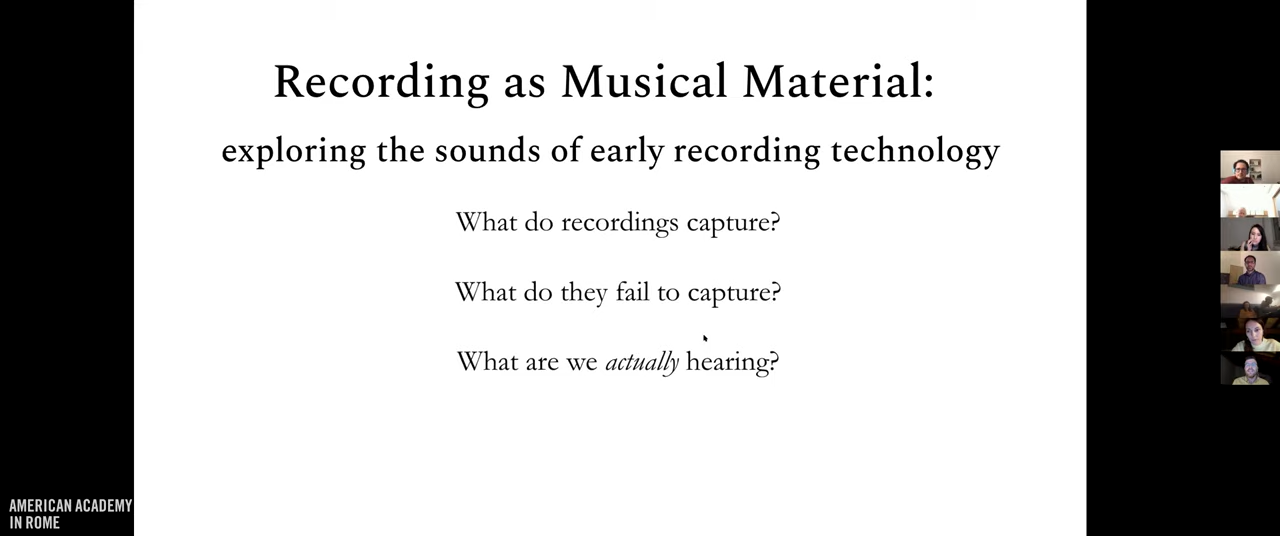 Recording as Musical Material:
exploring the sounds of early recording technology
What do recordings capture?
What do they fail to capture?
What are we actually hearing?
AMERICAN ACADEMY
IN ROME